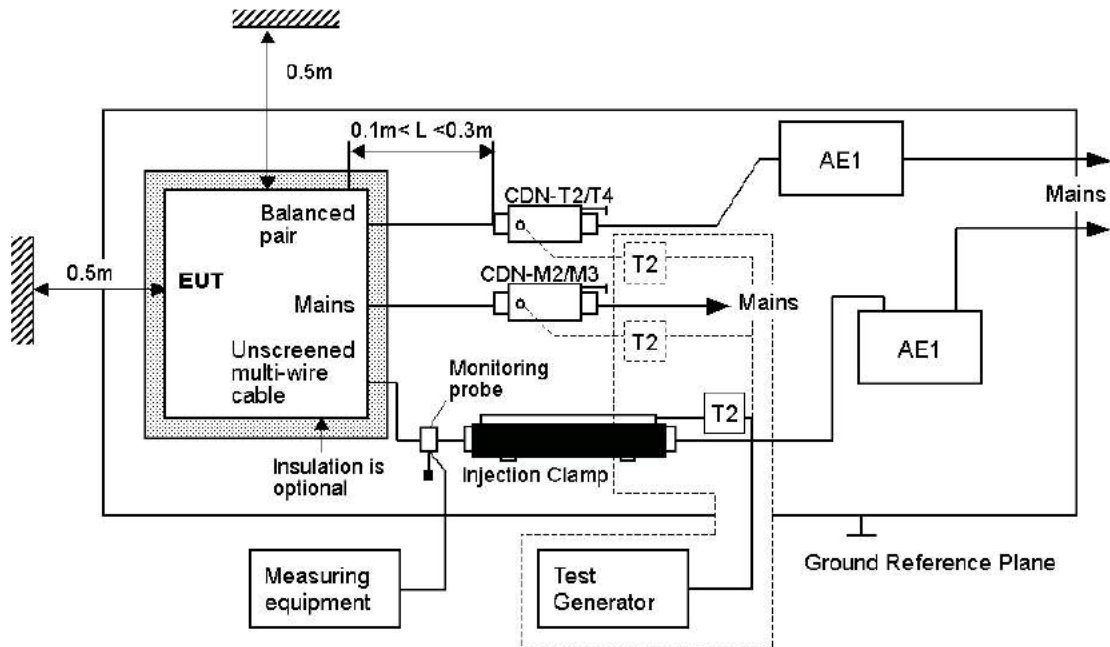 0.5m
0.1m< L <0.3m
AE1
Mains
CDN-T2/T4
Balanced
pair
T2
0.5m
EUT
CDN-M2/M3
Mains
Mains
T2
AE1
Unscreened
multi-wire
cable
Monitoring
probe
T2
Injection Clamp
Insulation is
optional
Ground Reference Plane
Measuring
equipment
Test
Generator